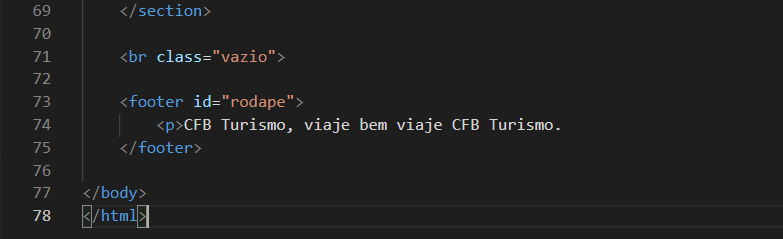 69 </section>
70
71 <br class="vazio">
72
73 <footer id="rodape">
74 <p>CFB Turismo, viaje bem viaje CFB Turismo.
75 </footer>
76
77 </body>
78 </html>